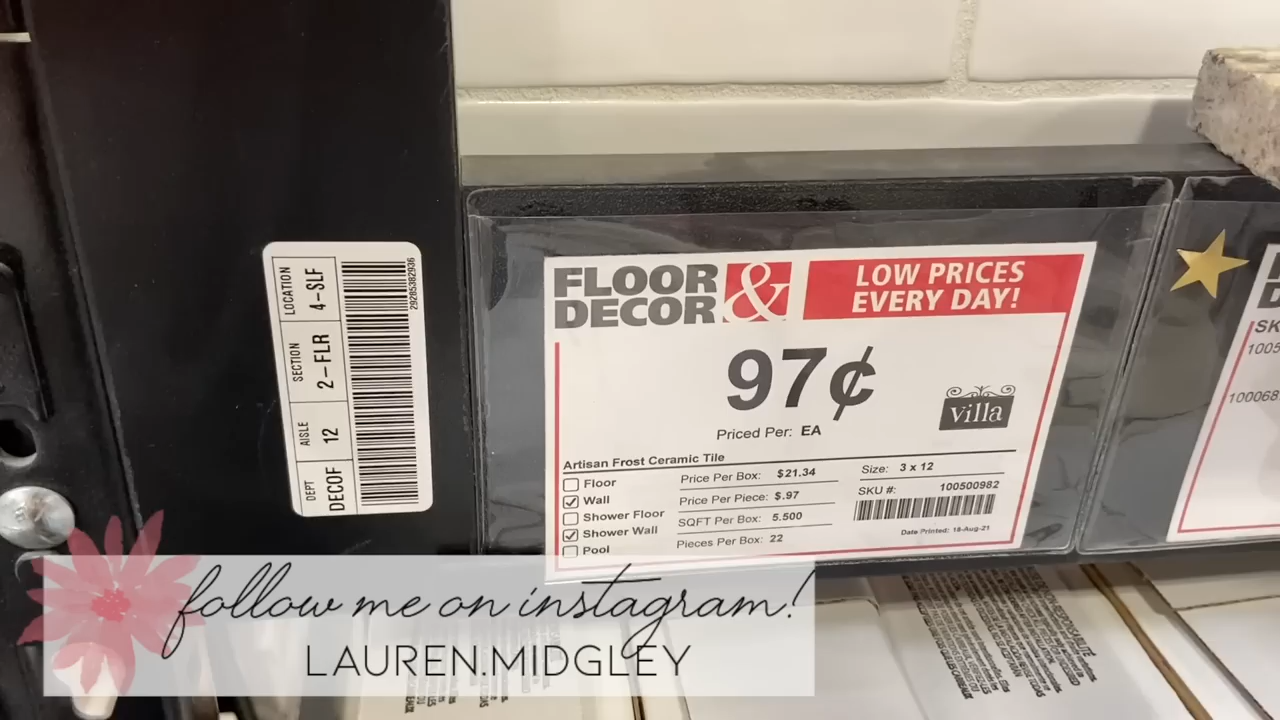 LOCATION
4-SLF
SECTION
2-FLR
AISLE
12
DEPT
DECOF
29285382936
FLOOR & DECOR
LOW PRICES
EVERY DAY!
97¢
Priced Per: EA
villa
Artisan Frost Ceramic Tile
Floor
Wall
Shower Floor
Shower Wall
Pool
Price Per Box: $21.34
Price Per Piece: $.97
SQFT Per Box: 5.500
Pieces Per Box: 22
Size: 3 x 12
SKU #: 100500982
Date Printed: 18-Aug-21
SK
1005
100068
follow me on instagram!
LAUREN.MIDGLEY